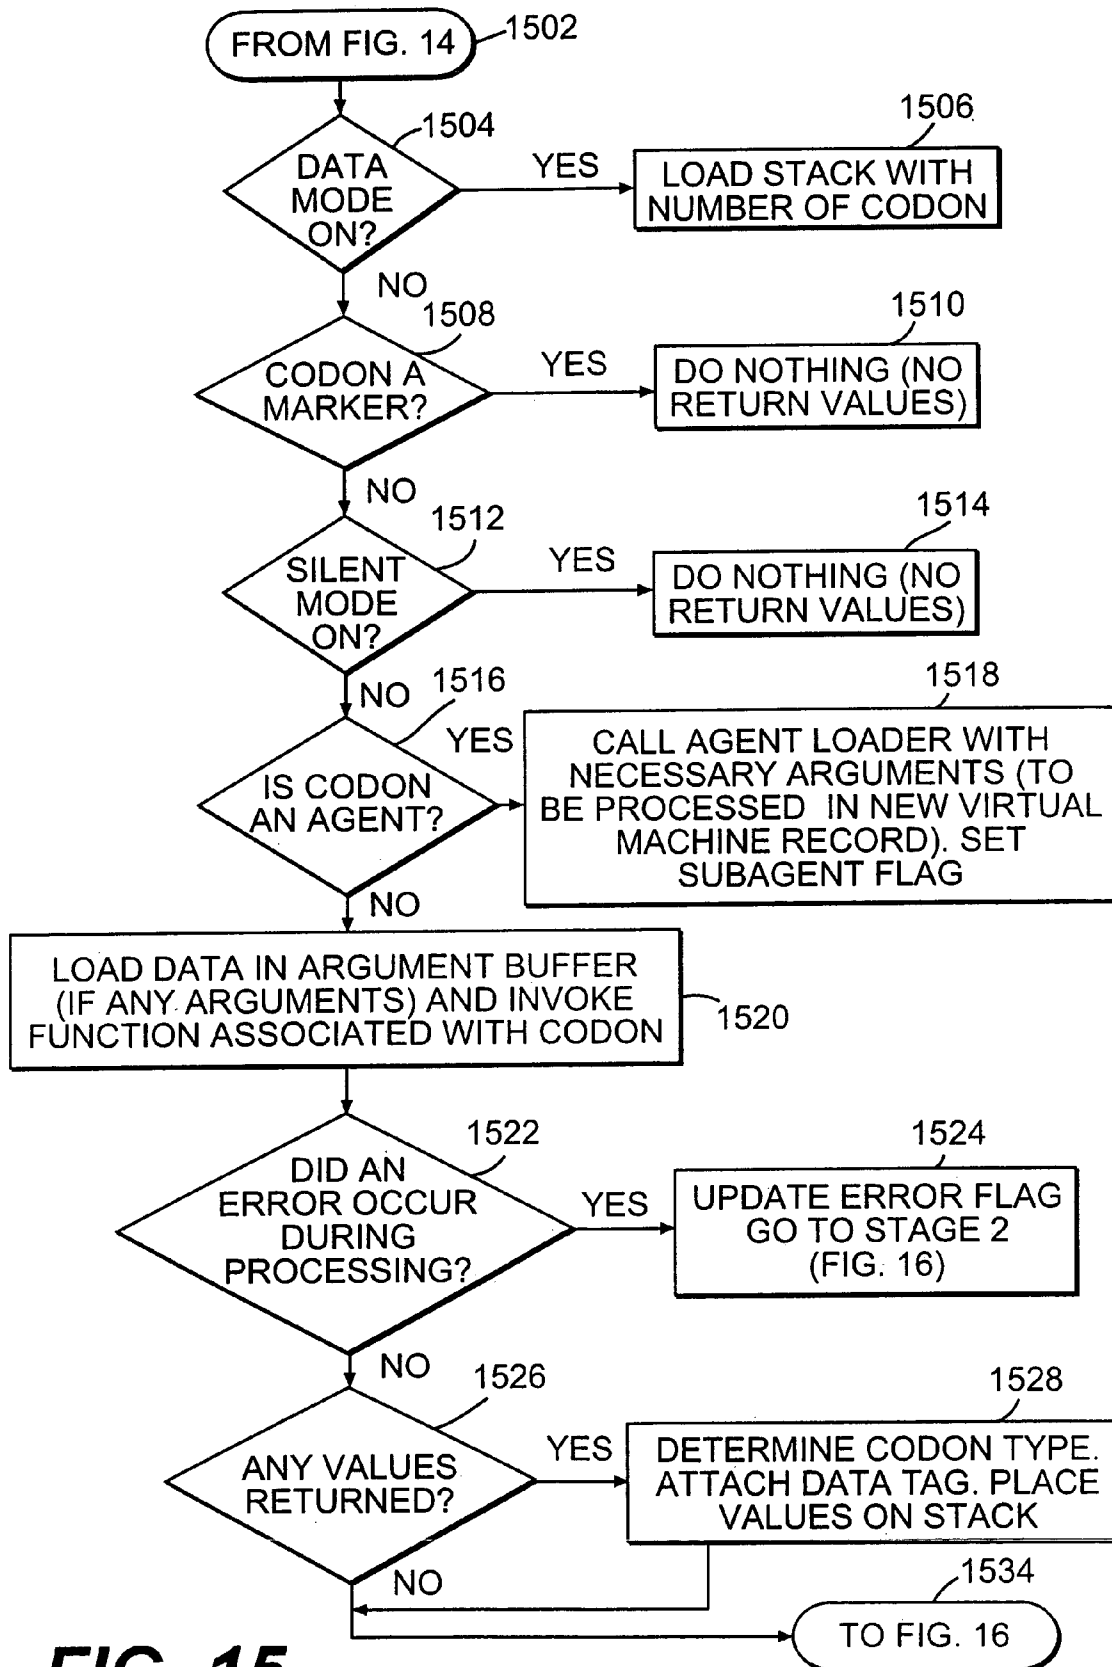 FROM FIG. 14
1502
1504
DATA
MODE
ON?
YES
1506
LOAD STACK WITH
NUMBER OF CODON
NO
1508
CODON A
MARKER?
YES
1510
DO NOTHING (NO
RETURN VALUES)
NO
1512
SILENT
MODE
ON?
YES
1514
DO NOTHING (NO
RETURN VALUES)
NO
1516
IS CODON
AN AGENT?
YES
1518
CALL AGENT LOADER WITH
NECESSARY ARGUMENTS (TO
BE PROCESSED IN NEW VIRTUAL
MACHINE RECORD). SET
SUBAGENT FLAG
NO
LOAD DATA IN ARGUMENT BUFFER
(IF ANY ARGUMENTS) AND INVOKE
FUNCTION ASSOCIATED WITH CODON
1520
1522
DID AN
ERROR OCCUR
DURING
PROCESSING?
YES
1524
UPDATE ERROR FLAG
GO TO STAGE 2
(FIG. 16)
NO
1526
ANY VALUES
RETURNED?
YES
1528
DETERMINE CODON TYPE.
ATTACH DATA TAG. PLACE
VALUES ON STACK
NO
1534
TO FIG. 16
FIG. 15